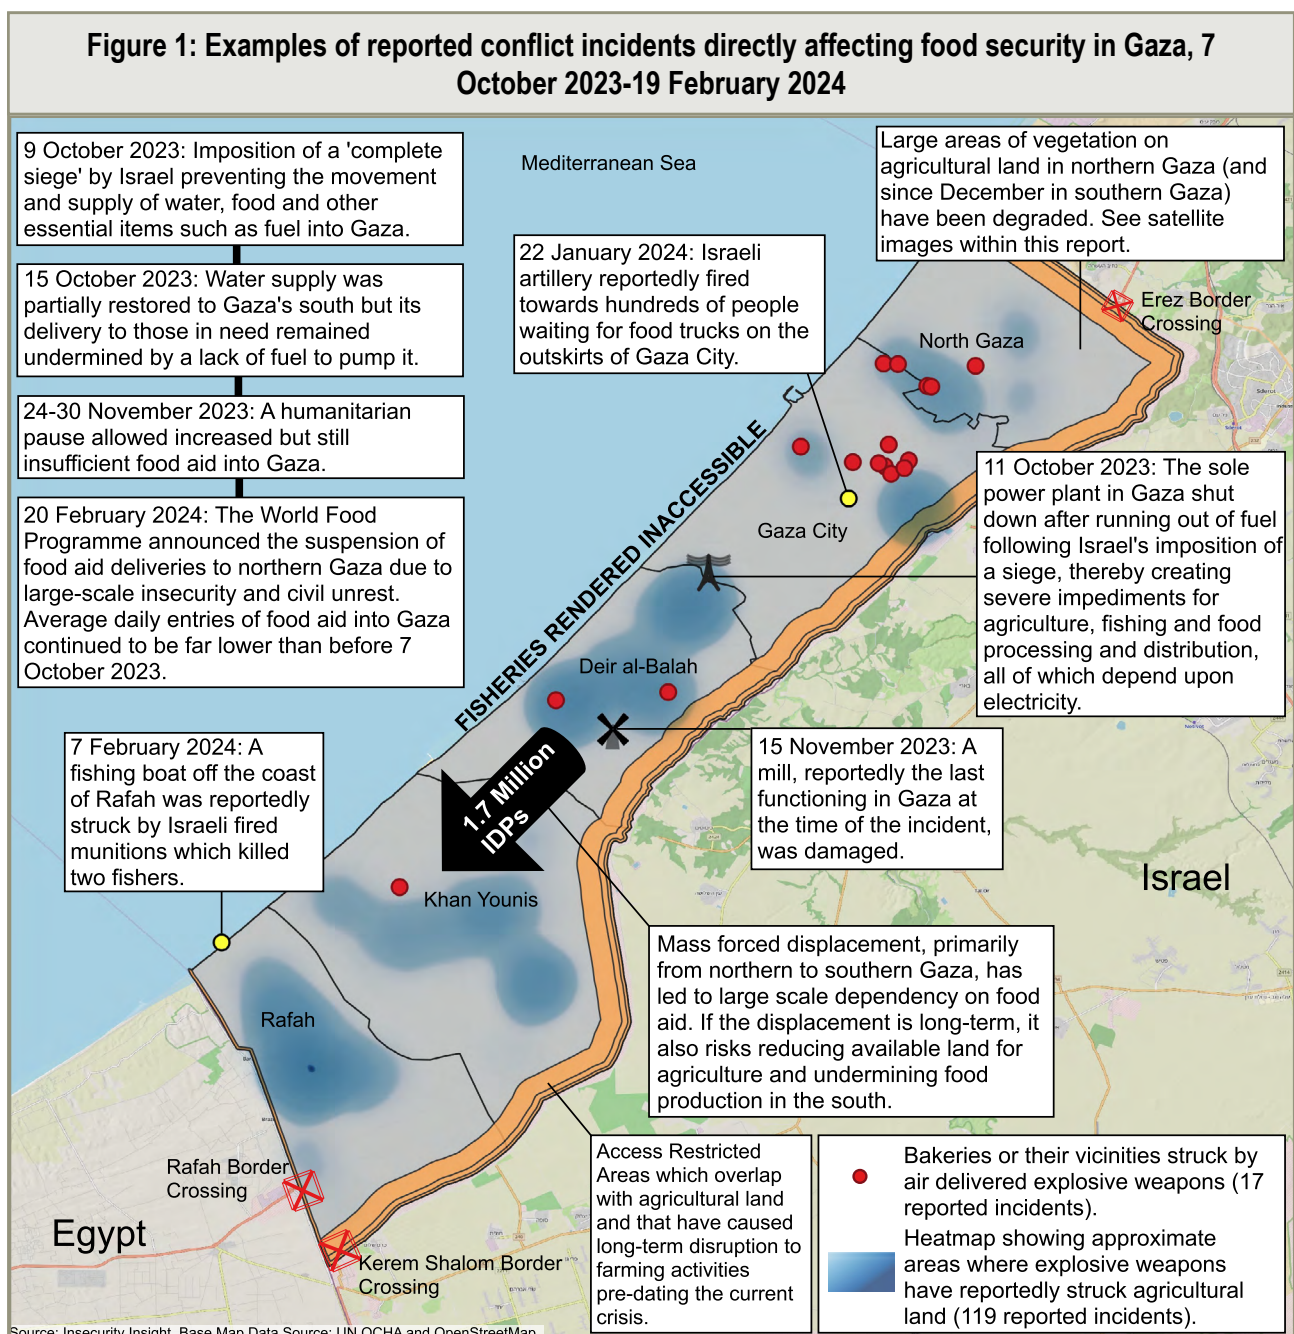 Figure 1: Examples of reported conflict incidents directly affecting food security in Gaza, 7
October 2023-19 February 2024
9 October 2023: Imposition of a 'complete
siege' by Israel preventing the movement
and supply of water, food and other
essential items such as fuel into Gaza.
15 October 2023: Water supply was
partially restored to Gaza's south but its
delivery to those in need remained
undermined by a lack of fuel to pump it.
24-30 November 2023: A humanitarian
pause allowed increased but still
insufficient food aid into Gaza.
20 February 2024: The World Food
Programme announced the suspension of
food aid deliveries to northern Gaza due to
large-scale insecurity and civil unrest.
Average daily entries of food aid into Gaza
continued to be far lower than before 7
October 2023.
Mediterranean Sea
22 January 2024: Israeli
artillery reportedly fired
towards hundreds of people
waiting for food trucks on the
outskirts of Gaza City.
Large areas of vegetation on
agricultural land in northern Gaza (and
since December in southern Gaza)
have been degraded. See satellite
images within this report.
Erez Border
Crossing
North Gaza
Gaza City
FISHERIES RENDERED INACCESSIBLE
11 October 2023: The sole
power plant in Gaza shut
down after running out of fuel
following Israel's imposition of
a siege, thereby creating
severe impediments for
agriculture, fishing and food
processing and distribution,
all of which depend upon
electricity.
Deir al-Balah
7 February 2024: A
fishing boat off the coast
of Rafah was reportedly
struck by Israeli fired
munitions which killed
two fishers.
1.7 Million
IDPs
15 November 2023: A
mill, reportedly the last
functioning in Gaza at
the time of the incident,
was damaged.
Israel
Khan Younis
Mass forced displacement, primarily
from northern to southern Gaza, has
led to large scale dependency on food
aid. If the displacement is long-term, it
also risks reducing available land for
agriculture and undermining food
production in the south.
Rafah
Rafah Border
Crossing
Egypt
Kerem Shalom Border
Crossing
Access Restricted
Areas which overlap
with agricultural land
and that have caused
long-term disruption to
farming activities
pre-dating the current
crisis.
Bakeries or their vicinities struck by
air delivered explosive weapons (17
reported incidents).
Heatmap showing approximate
areas where explosive weapons
have reportedly struck agricultural
land (119 reported incidents).
Source: Insecurity Insight. Base Map Data Source: UN OCHA and OpenStreetMap